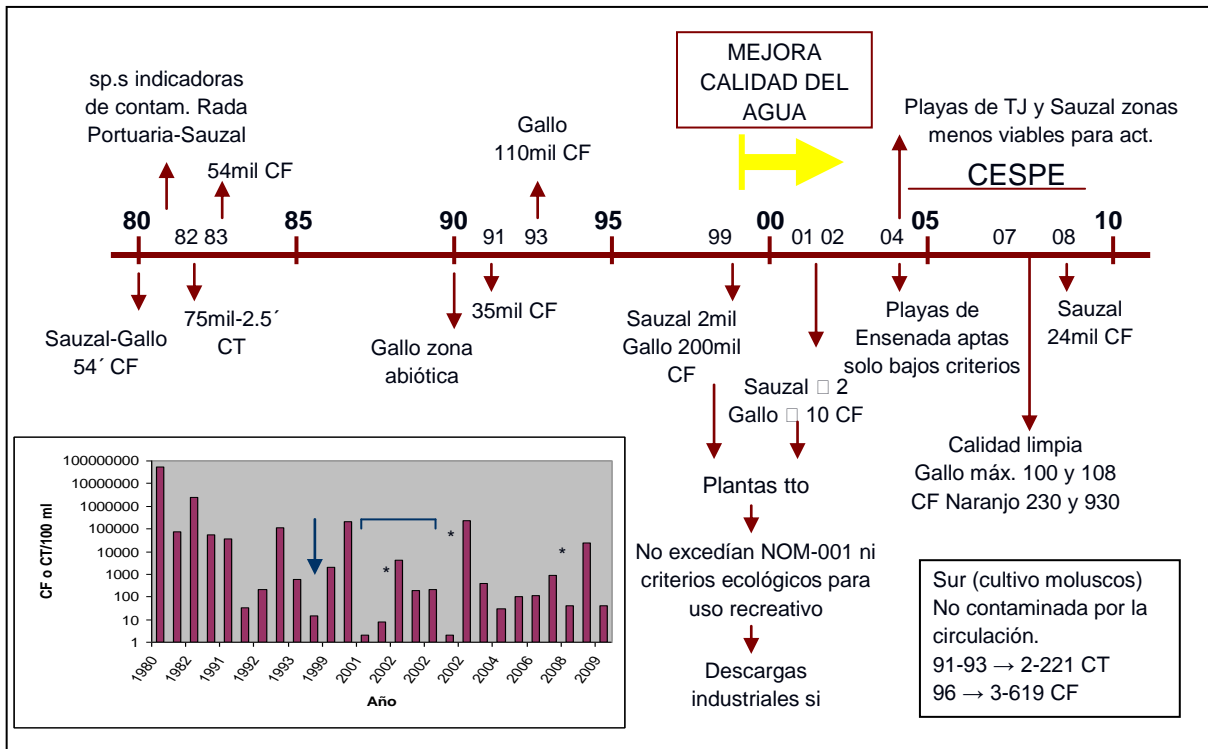 sp.s indicadoras
de contam. Rada
Portuaria-Sauzal
54mil CF
Gallo
110mil CF
MEJORA
CALIDAD DEL
AGUA
Playas de TJ y Sauzal zonas
menos viables para act.
CESPE
80
85
90
95
00
05
10
82
83
91
93
99
01
02
04
07
08
Sauzal-Gallo
54´ CF
75mil-2.5´
CT
Gallo zona
abiótica
35mil CF
Sauzal 2mil
Gallo 200mil
CF
Sauzal □ 2
Gallo □ 10 CF
Playas de
Ensenada aptas
solo bajos criterios
Sauzal
24mil CF
Calidad limpia
Gallo máx. 100 y 108
CF Naranjo 230 y 930
Plantas tto
No excedían NOM-001 ni
criterios ecológicos para
uso recreativo
Descargas
industriales si
Sur (cultivo moluscos)
No contaminada por la
circulación.
91-93 → 2-221 CT
96 → 3-619 CF
CF o CT/100 ml
100000000
10000000
1000000
100000
10000
1000
100
10
1
*
*
*
1980
1982
1991
1992
1993
1999
2001
2002
2002
2002
2004
2006
2008
2009
Año